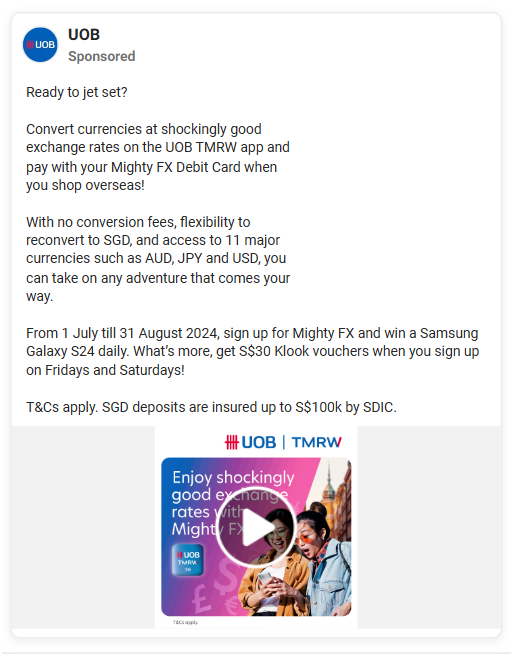 UOB
UOB
Sponsored
Ready to jet set?
Convert currencies at shockingly good
exchange rates on the UOB TMRW app and
pay with your Mighty FX Debit Card when
you shop overseas!
With no conversion fees, flexibility to
reconvert to SGD, and access to 11 major
currencies such as AUD, JPY and USD, you
can take on any adventure that comes your
way.
From 1 July till 31 August 2024, sign up for Mighty FX and win a Samsung
Galaxy S24 daily. What’s more, get S$30 Klook vouchers when you sign up
on Fridays and Saturdays!
T&Cs apply. SGD deposits are insured up to S$100k by SDIC.
UOB | TMRW
Enjoy shockingly
good exchange
rates with
Mighty FX
UOB
TMRW
SG
T&Cs apply.